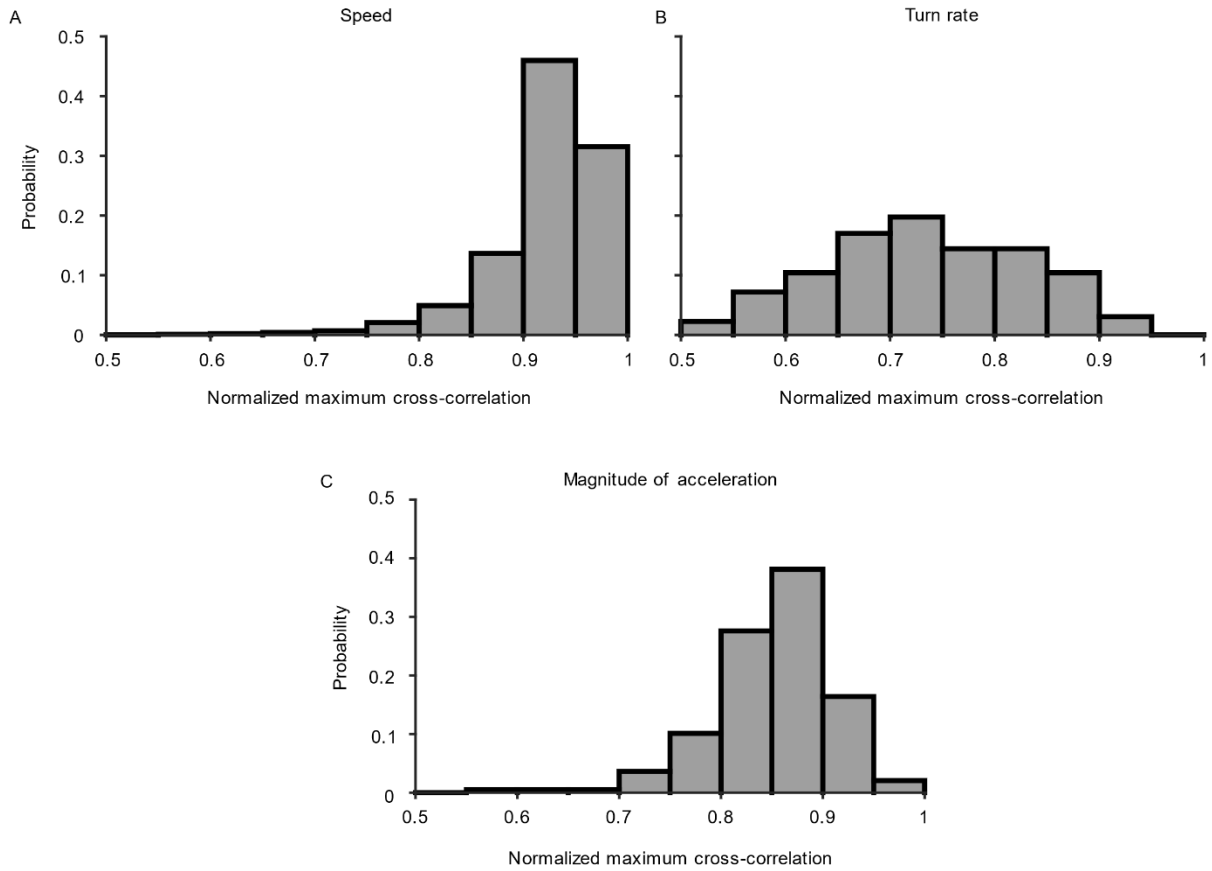 A
Speed
0.5
0.4
0.3
0.2
0.1
0
Probability
0.5 0.6 0.7 0.8 0.9 1
Normalized maximum cross-correlation
B
Turn rate
0.5 0.6 0.7 0.8 0.9 1
Normalized maximum cross-correlation
C
Magnitude of acceleration
0.5
0.4
0.3
0.2
0.1
0
Probability
0.5 0.6 0.7 0.8 0.9 1
Normalized maximum cross-correlation